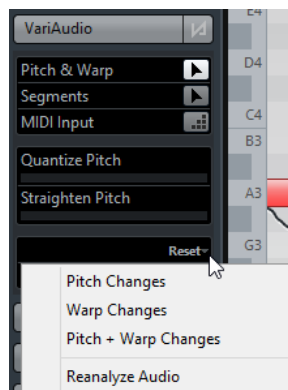 VariAudio
Pitch & Warp
Segments
MIDI Input
Quantize Pitch
Straighten Pitch
Reset
Pitch Changes
Warp Changes
Pitch + Warp Changes
Reanalyze Audio
E4
D4
C4
B3
A3
G3